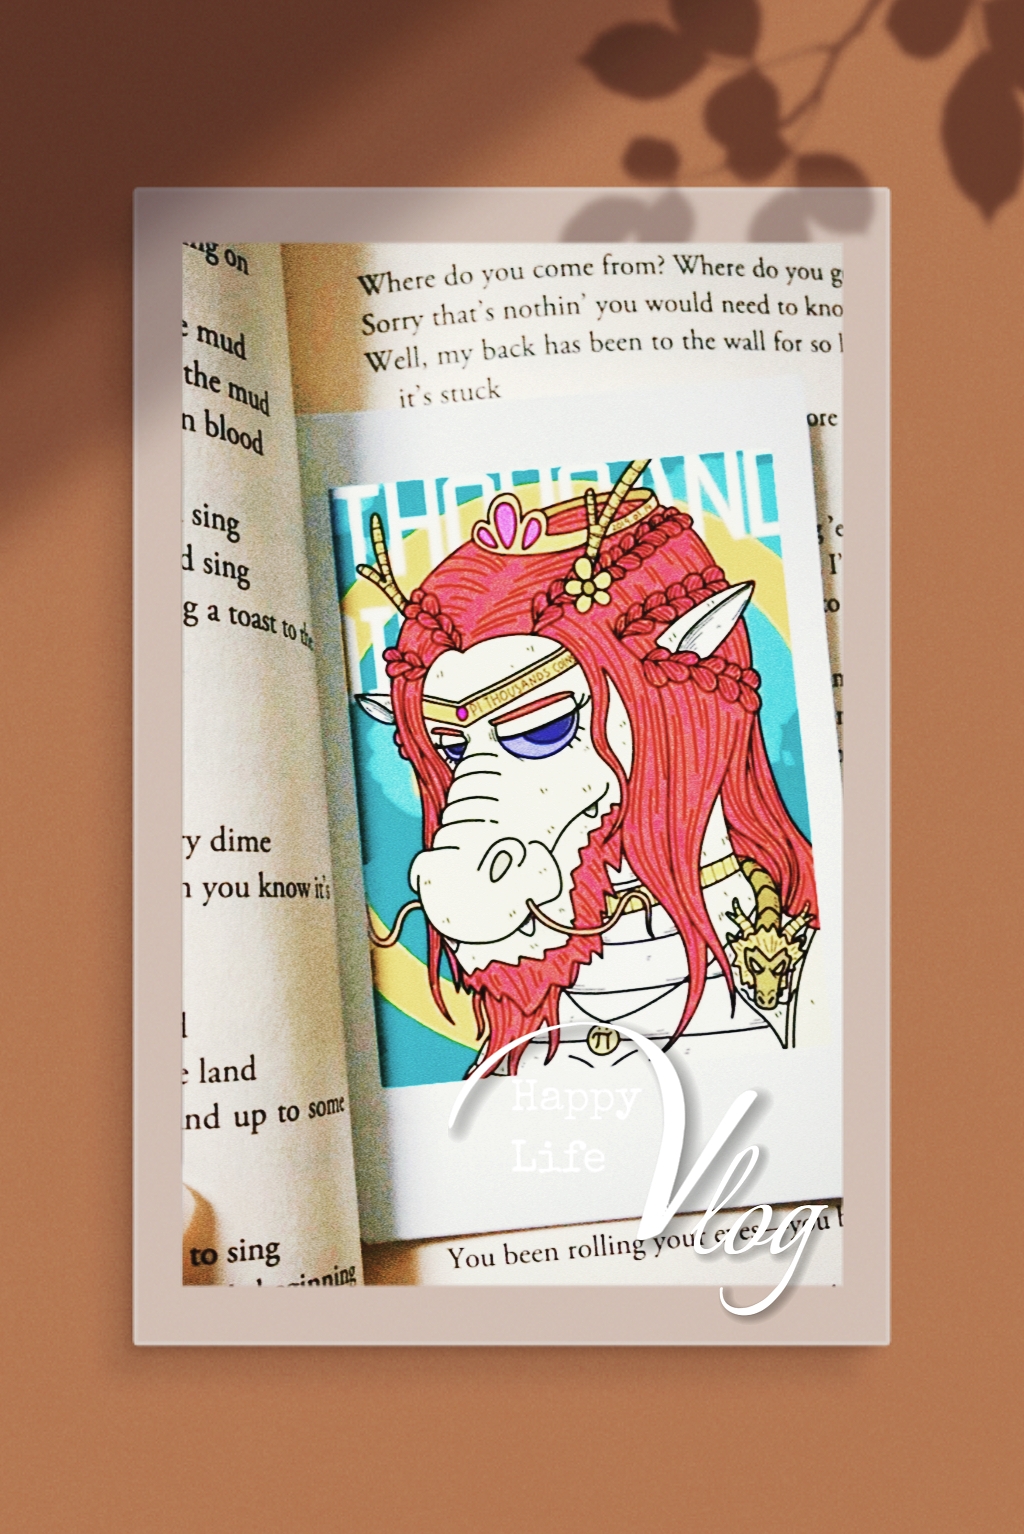 ng on
e mud
the mud
n blood
sing
d sing
g a toast to the
y dime
n you know it's
e land
nd up to some
to sing
Where do you come from? Where do you g
Sorry that's nothin' you would need to kno
Well, my back has been to the wall for so l
it's stuck
ore
THOUSAND
PI THOUSANDS COIN
π
Happy
Life
Vlog
You been rolling your eyes—you b